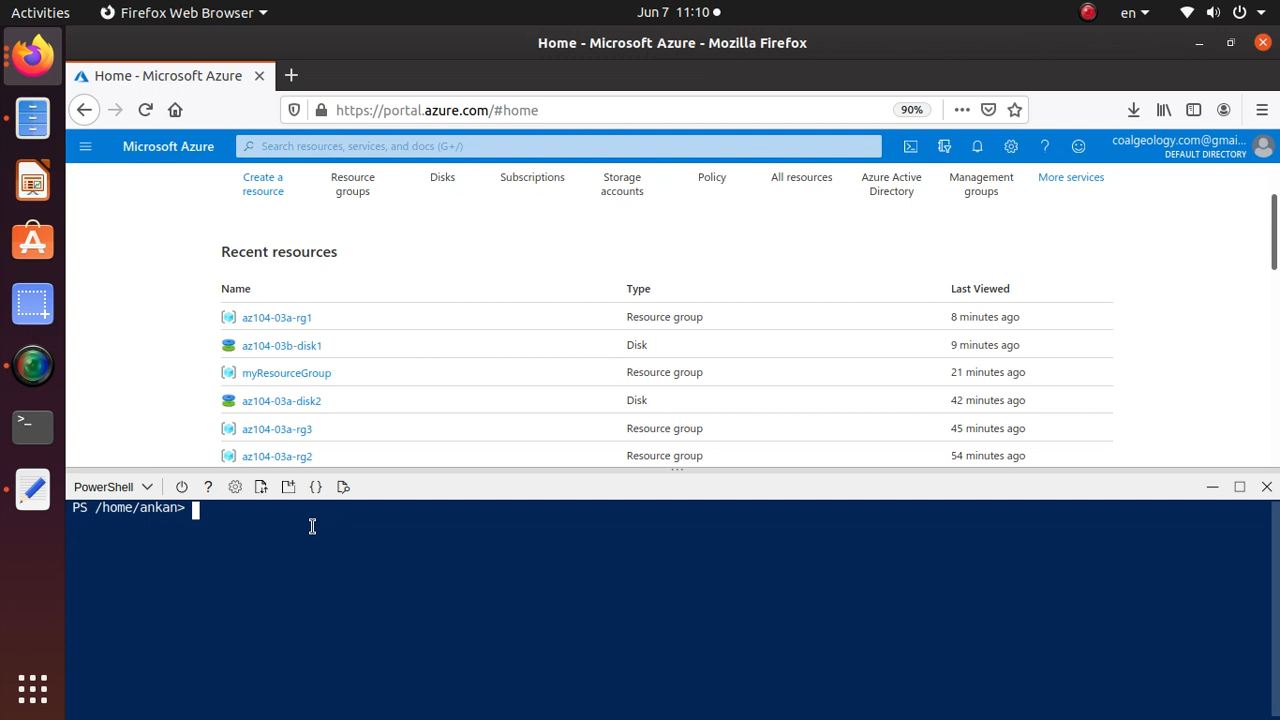 Activities Firefox Web Browser Jun 7 11:10 en
Home - Microsoft Azure - Mozilla Firefox
Home - Microsoft Azure
https://portal.azure.com/#home 90%
Microsoft Azure Search resources, services, and docs (G+/) coalgeology.com@gmai...
DEFAULT DIRECTORY
Create a resource
Resource groups
Disks
Subscriptions
Storage accounts
Policy
All resources
Azure Active Directory
Management groups
More services
Recent resources
Name Type Last Viewed
az104-03a-rg1 Resource group 8 minutes ago
az104-03b-disk1 Disk 9 minutes ago
myResourceGroup Resource group 21 minutes ago
az104-03a-disk2 Disk 42 minutes ago
az104-03a-rg3 Resource group 45 minutes ago
az104-03a-rg2 Resource group 54 minutes ago
PowerShell
PS /home/ankan>